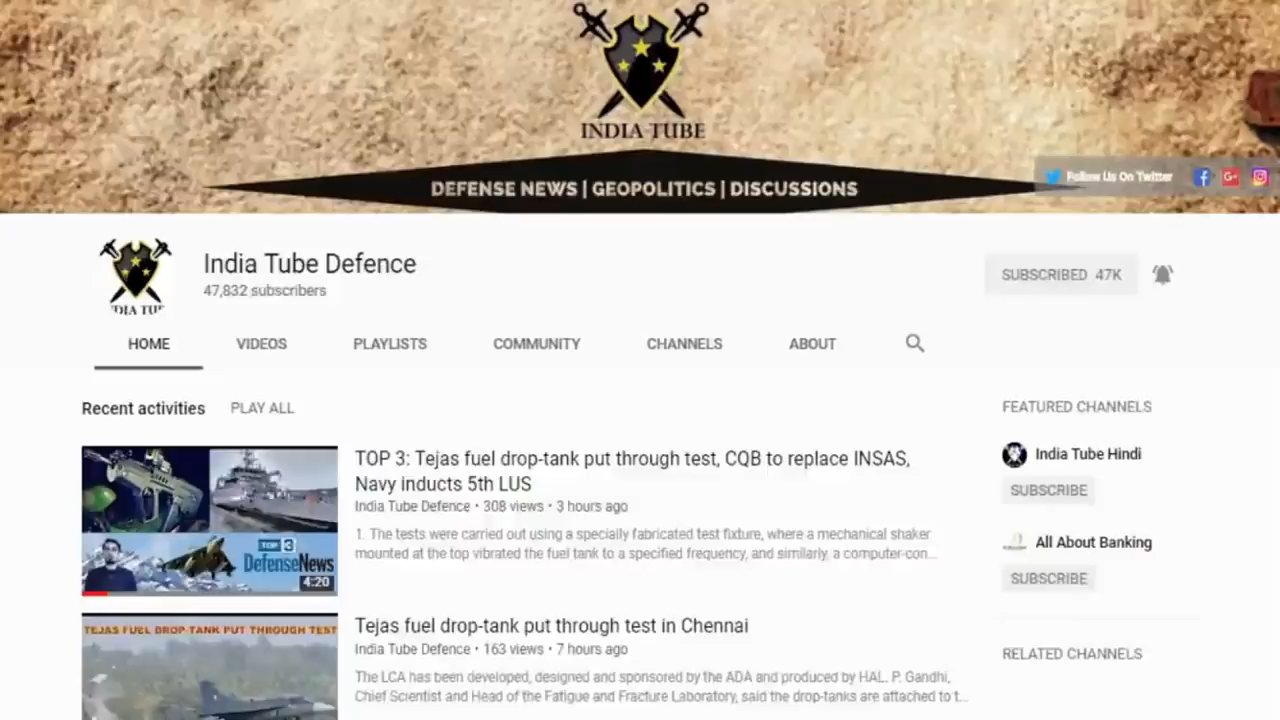 INDIA TUBE
DEFENSE NEWS | GEOPOLITICS | DISCUSSIONS
Follow Us On Twitter
India Tube Defence
47,832 subscribers
SUBSCRIBED 47K
HOME VIDEOS PLAYLISTS COMMUNITY CHANNELS ABOUT
Recent activities PLAY ALL
TOP 3: Tejas fuel drop-tank put through test, CQB to replace INSAS,
Navy inducts 5th LUS
India Tube Defence • 308 views • 3 hours ago
1. The tests were carried out using a specially fabricated test fixture, where a mechanical shaker
mounted at the top vibrated the fuel tank to a specified frequency, and similarly, a computer-con...
TOP 3
DefenseNews
4:20
TEJAS FUEL DROP-TANK PUT THROUGH TEST
Tejas fuel drop-tank put through test in Chennai
India Tube Defence • 163 views • 7 hours ago
The LCA has been developed, designed and sponsored by the ADA and produced by HAL. P. Gandhi,
Chief Scientist and Head of the Fatigue and Fracture Laboratory, said the drop-tanks are attached to t...
FEATURED CHANNELS
India Tube Hindi
SUBSCRIBE
All About Banking
SUBSCRIBE
RELATED CHANNELS